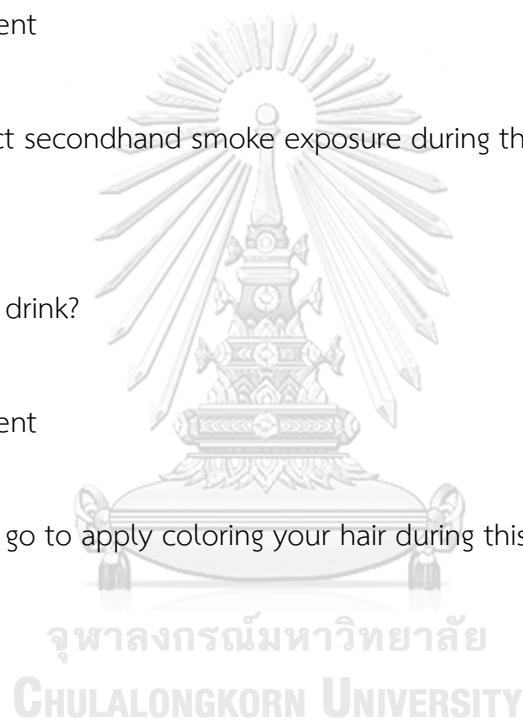 ent
ct secondhand smoke exposure during th
drink?
ent
go to apply coloring your hair during this
จุฬาลงกรณ์มหาวิทยาลัย
CHULALONGKORN UNIVERSITY